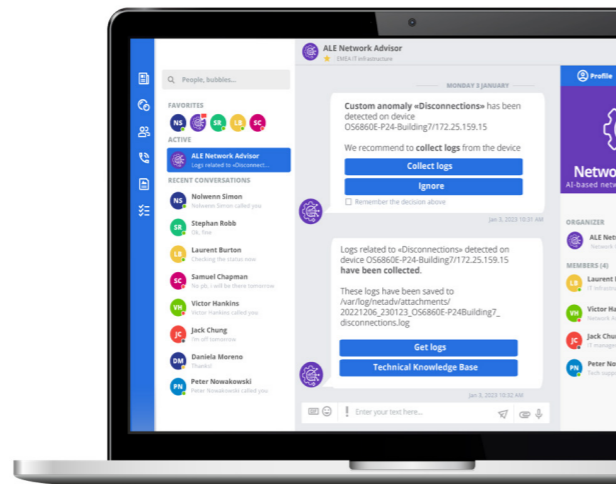 ALE Network Advisor
EMEA IT infrastructure
People, bubbles...
FAVORITES
NS
SR
LB
SC
ACTIVE
ALE Network Advisor
Logs related to «Disconnect...
RECENT CONVERSATIONS
NS
Nolwenn Simon
Nolwenn Simon called you
SR
Stephan Robb
Ok, fine
LB
Laurent Burton
Checking the status now
SC
Samuel Chapman
No pb, I will be there tomorrow
VH
Victor Hankins
Victor Hankins called you
JC
Jack Chung
I'm off tomorrow
DM
Daniela Moreno
Thanks!
PN
Peter Nowakowski
Peter Nowakowski called you
MONDAY 3 JANUARY
Custom anomaly «Disconnections» has been
detected on device
OS6860E-P24-Building7/172.25.159.15
We recommend to collect logs from the device
Collect logs
Ignore
Remember the decision above
Jan 3, 2023 10:31 AM
Logs related to «Disconnections» detected on
device OS6860E-P24-Building7/172.25.159.15
have been collected.
These logs have been saved to
/var/log/netadv/attachments/
20221206_230123_OS6860E-P24Building7_
disconnections.log
Get logs
Technical Knowledge Base
Jan 3, 2023 10:32 AM
Enter your text here...
Profile
Netwo
AI-based netw
ORGANIZER
ALE Net
Network
MEMBERS (4)
LB
Laurent
IT infrastru
VH
Victor Ha
Network A
JC
Jack Chu
IT manage
PN
Peter No
Tech supp